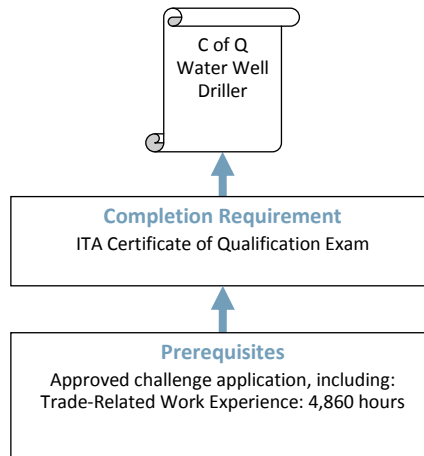 C of Q
Water Well
Driller
Completion Requirement
ITA Certificate of Qualification Exam
Prerequisites
Approved challenge application, including:
Trade-Related Work Experience: 4,860 hours